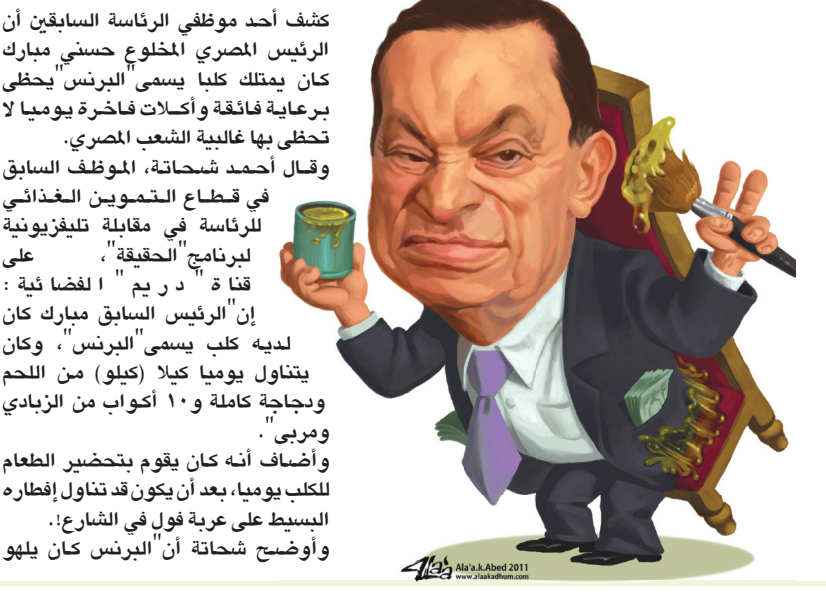 كشف أحد موظفي الرئاسة السابقين أن
الرئيس المصري المخلوع حسني مبارك
كان يمتلك كلبا يسمى"البرنس"يحظى
برعاية فائقة وأكلات فاخرة يوميا لا
تحظى بها غالبية الشعب المصري.
وقال أحمد شحاتة، الموظف السابق
في قطاع التموين الغذائي
للرئاسة في مقابلة تليفزيونية
لبرنامج"الحقيقة"، على
قناة "دريم" الفضائية :
إن"الرئيس السابق مبارك كان
لديه كلب يسمى"البرنس"، وكان
يتناول يوميا كيلا (كيلو) من اللحم
ودجاجة كاملة و١٠ أكواب من الزبادي
ومربى".
وأضاف أنه كان يقوم بتحضير الطعام
للكلب يوميا، بعد أن يكون قد تناول إفطاره
البسيط على عربة فول في الشارع!.
وأوضح شحاتة أن"البرنس كان يلهو
Ala'a.k.Abed 2011
www.alaakadhum.com